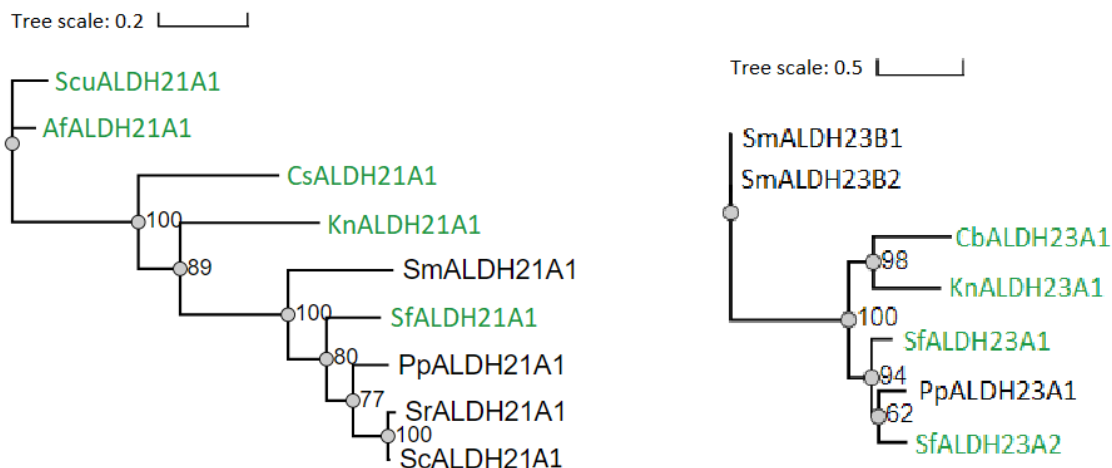 Tree scale: 0.2
ScuALDH21A1
AfALDH21A1
CsALDH21A1
100
KnALDH21A1
89
SmALDH21A1
100
SfALDH21A1
80
PpALDH21A1
77
SrALDH21A1
100
ScALDH21A1
Tree scale: 0.5
SmALDH23B1
SmALDH23B2
CbALDH23A1
98
KnALDH23A1
100
SfALDH23A1
94
PpALDH23A1
62
SfALDH23A2